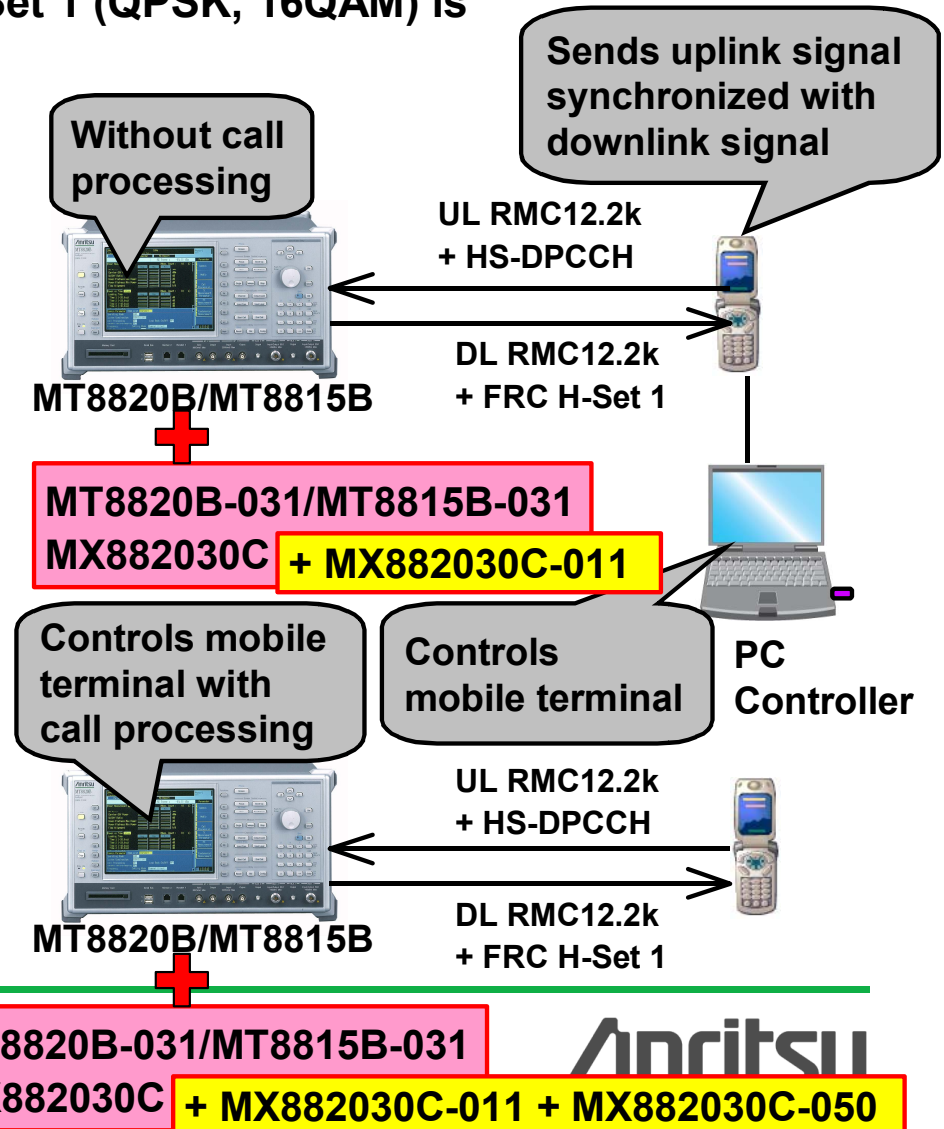 Set 1 (QPSK, 16QAM) is
Sends uplink signal
synchronized with
downlink signal
Without call
processing
UL RMC12.2k
+ HS-DPCCH
Anritsu
DL RMC12.2k
+ FRC H-Set 1
MT8820B/MT8815B
MT8820B-031/MT8815B-031
MX882030C + MX882030C-011
Controls mobile
terminal with
call processing
Controls
mobile terminal
PC
Controller
UL RMC12.2k
+ HS-DPCCH
Anritsu
DL RMC12.2k
+ FRC H-Set 1
MT8820B/MT8815B
8820B-031/MT8815B-031
Anritsu
882030C + MX882030C-011 + MX882030C-050